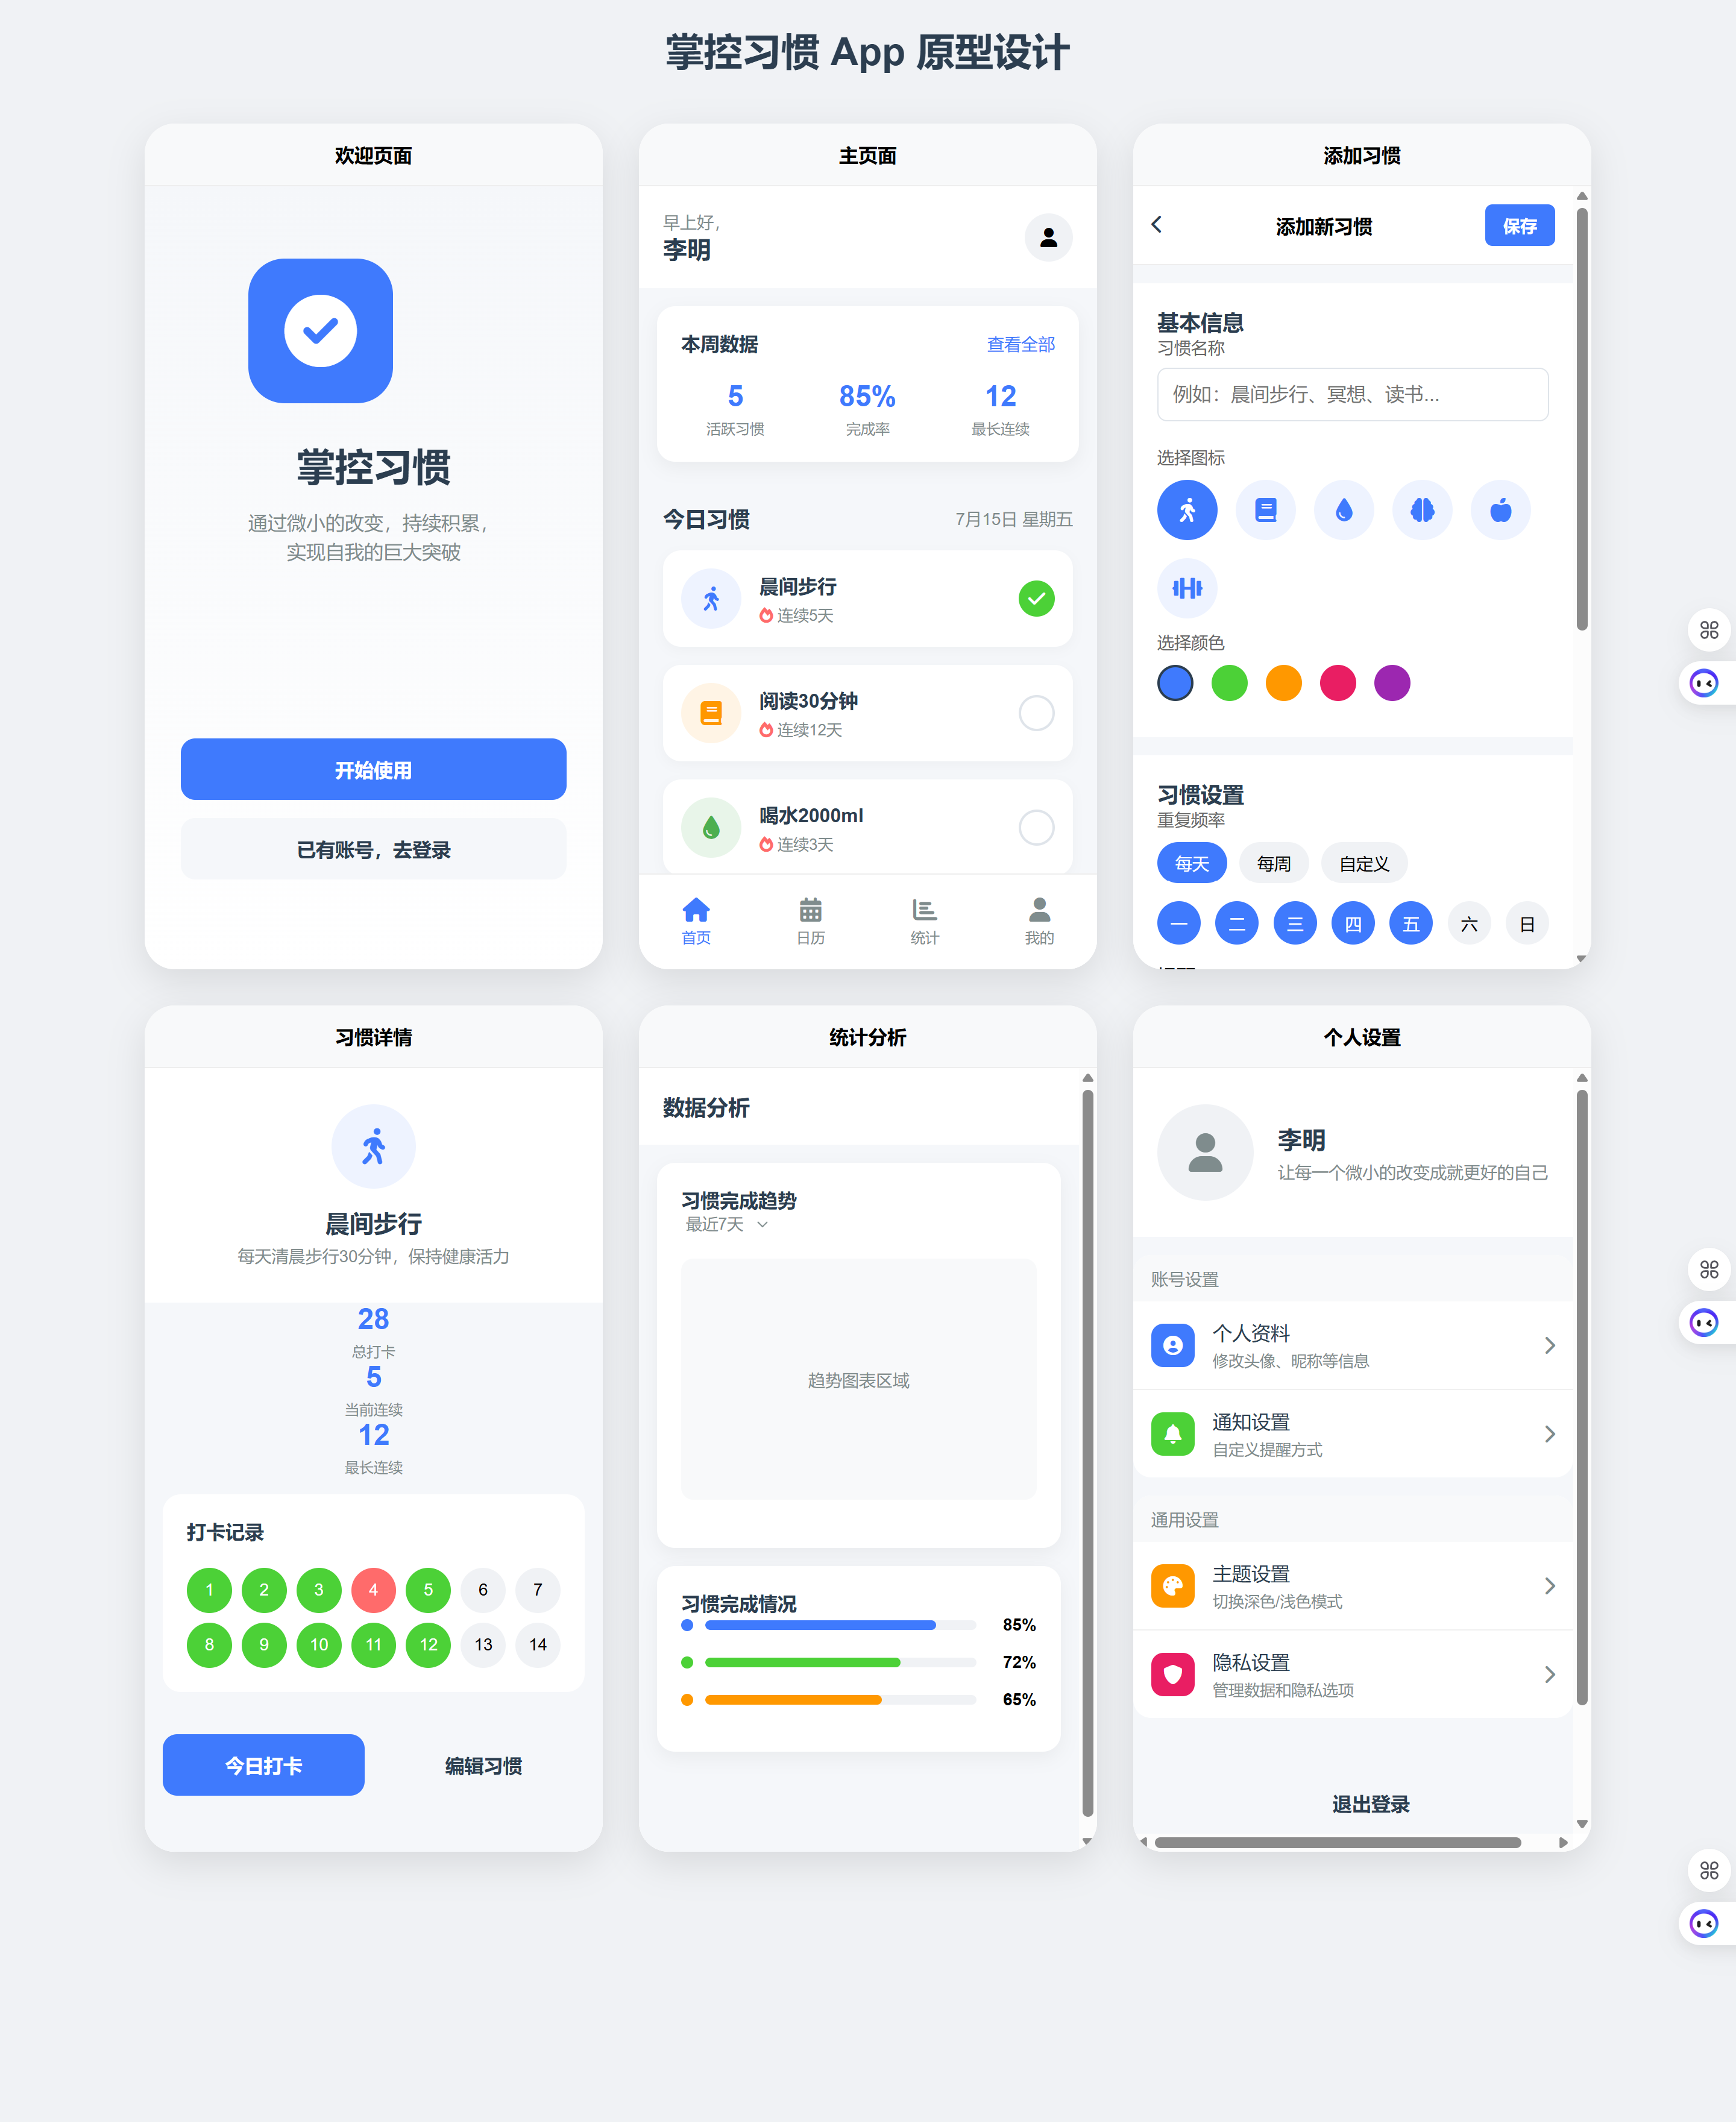 掌控习惯 App 原型设计
欢迎页面
掌控习惯
通过微小的改变，持续积累，
实现自我的巨大突破
开始使用
已有账号，去登录
主页面
早上好，
李明
本周数据
查看全部
5
85%
12
活跃习惯
完成率
最长连续
今日习惯
7月15日 星期五
晨间步行
连续5天
阅读30分钟
连续12天
喝水2000ml
连续3天
首页
日历
统计
我的
添加习惯
添加新习惯
保存
基本信息
习惯名称
例如：晨间步行、冥想、读书...
选择图标
选择颜色
习惯设置
重复频率
每天
每周
自定义
一
二
三
四
五
六
日
习惯详情
晨间步行
每天清晨步行30分钟，保持健康活力
28
总打卡
5
当前连续
12
最长连续
打卡记录
1 2 3 4 5 6 7
8 9 10 11 12 13 14
今日打卡
编辑习惯
统计分析
数据分析
习惯完成趋势
最近7天
趋势图表区域
习惯完成情况
85%
72%
65%
个人设置
李明
让每一个微小的改变成就更好的自己
账号设置
个人资料
修改头像、昵称等信息
通知设置
自定义提醒方式
通用设置
主题设置
切换深色/浅色模式
隐私设置
管理数据和隐私选项
退出登录